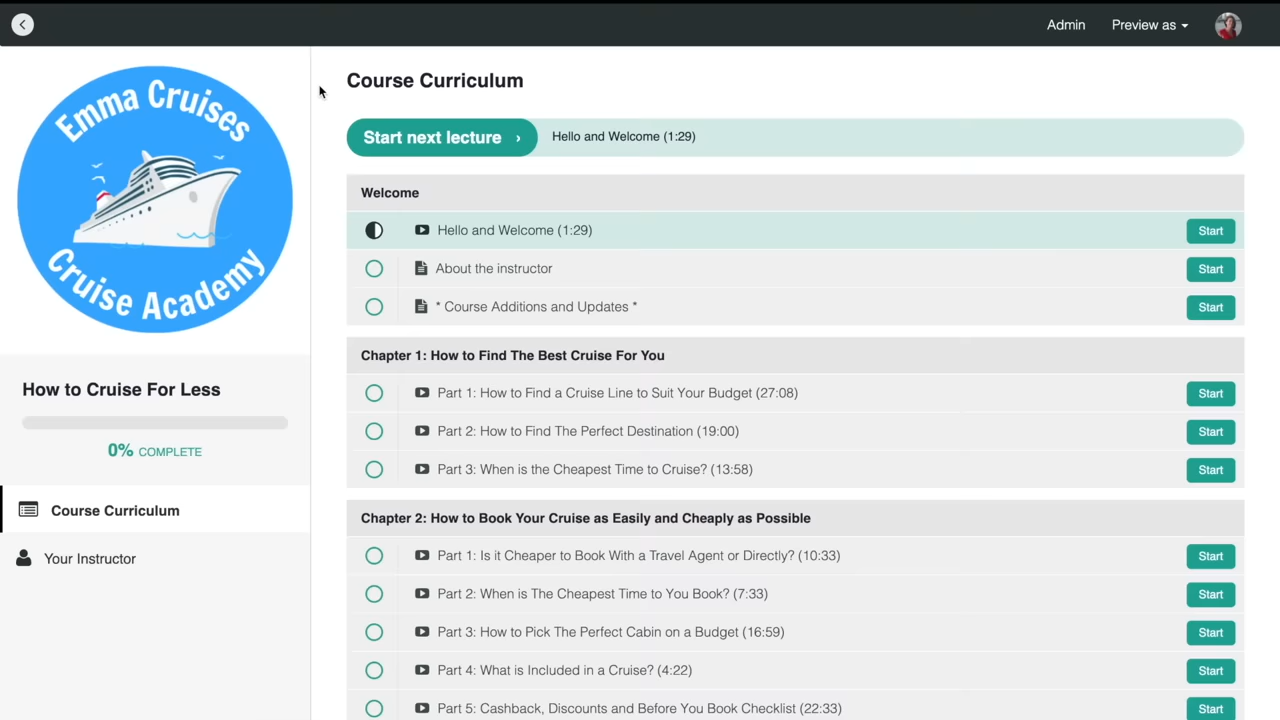 Admin
Preview as
Emma Cruises
Cruise Academy
How to Cruise For Less
0% COMPLETE
Course Curriculum
Your Instructor
Course Curriculum
Start next lecture › Hello and Welcome (1:29)
Welcome
Hello and Welcome (1:29) Start
About the instructor Start
* Course Additions and Updates * Start
Chapter 1: How to Find The Best Cruise For You
Part 1: How to Find a Cruise Line to Suit Your Budget (27:08) Start
Part 2: How to Find The Perfect Destination (19:00) Start
Part 3: When is the Cheapest Time to Cruise? (13:58) Start
Chapter 2: How to Book Your Cruise as Easily and Cheaply as Possible
Part 1: Is it Cheaper to Book With a Travel Agent or Directly? (10:33) Start
Part 2: When is The Cheapest Time to You Book? (7:33) Start
Part 3: How to Pick The Perfect Cabin on a Budget (16:59) Start
Part 4: What is Included in a Cruise? (4:22) Start
Part 5: Cashback, Discounts and Before You Book Checklist (22:33) Start